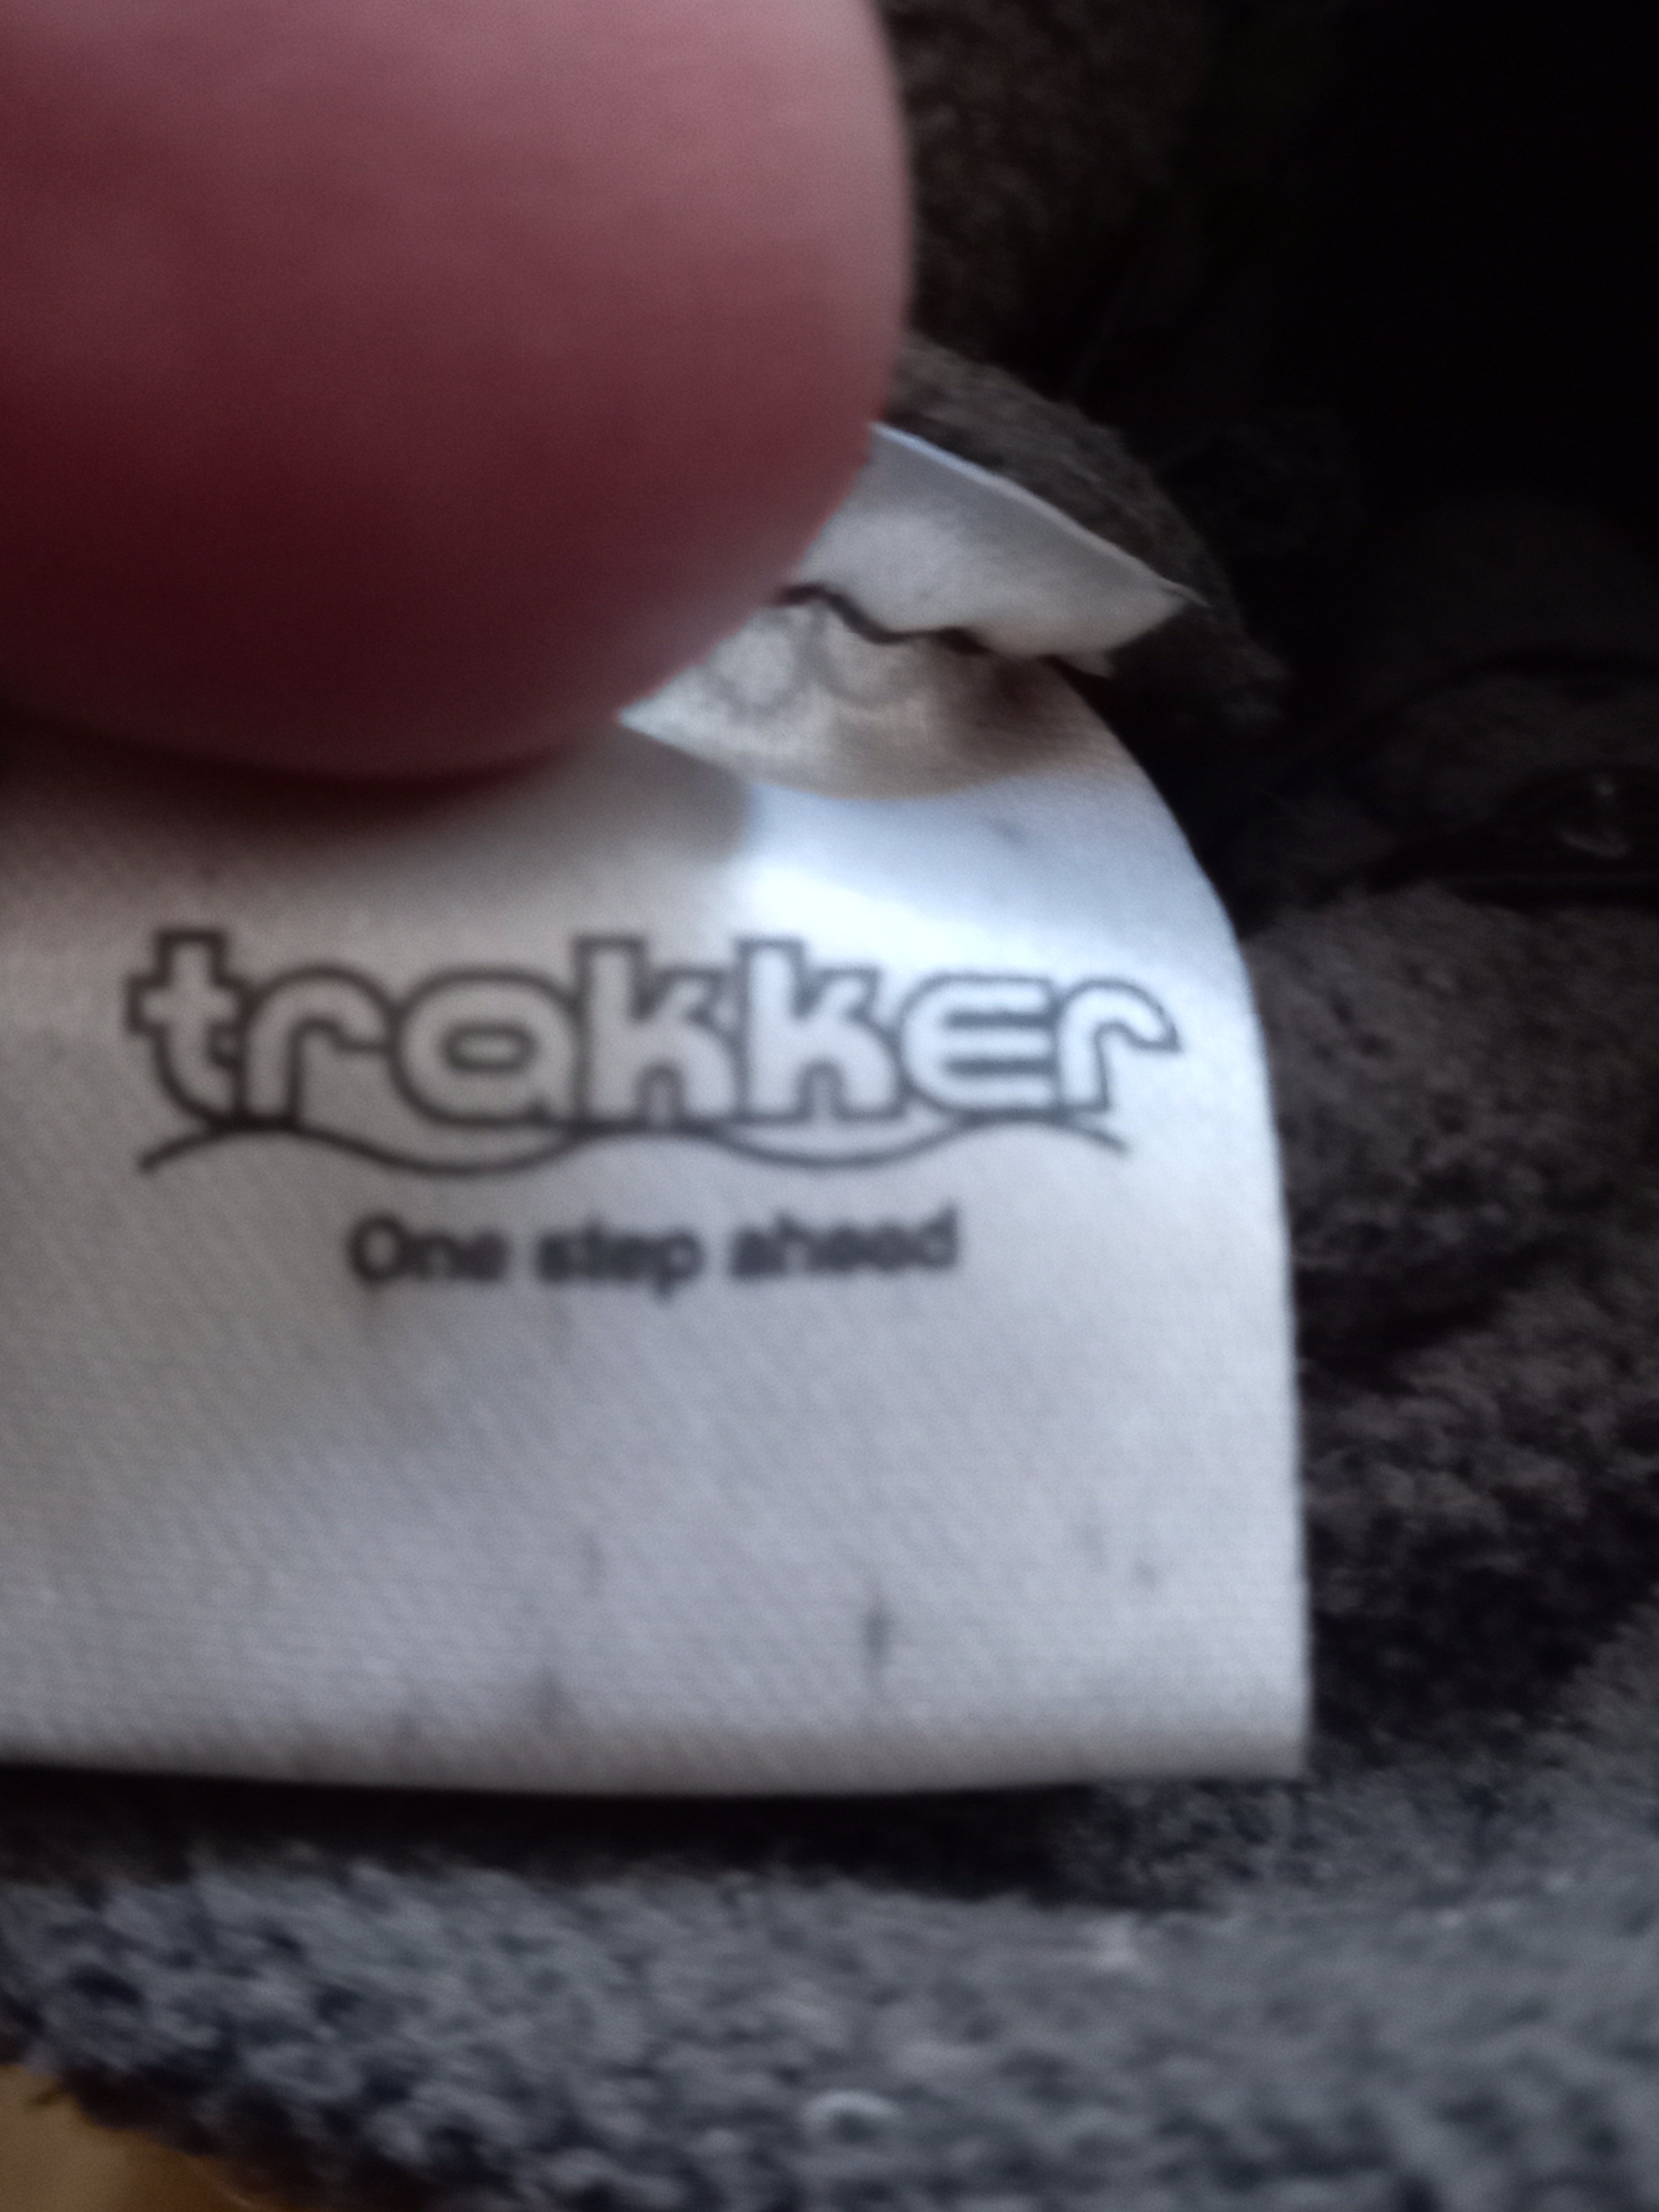 trakker
One step ahead